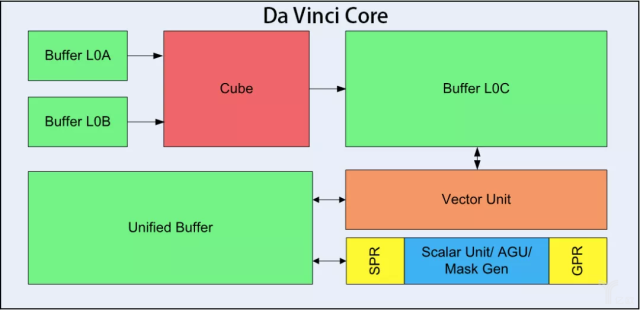 Da Vinci Core
Buffer L0A
Buffer L0B
Cube
Buffer L0C
Unified Buffer
Vector Unit
SPR
Scalar Unit/ AGU/
Mask Gen
GPR